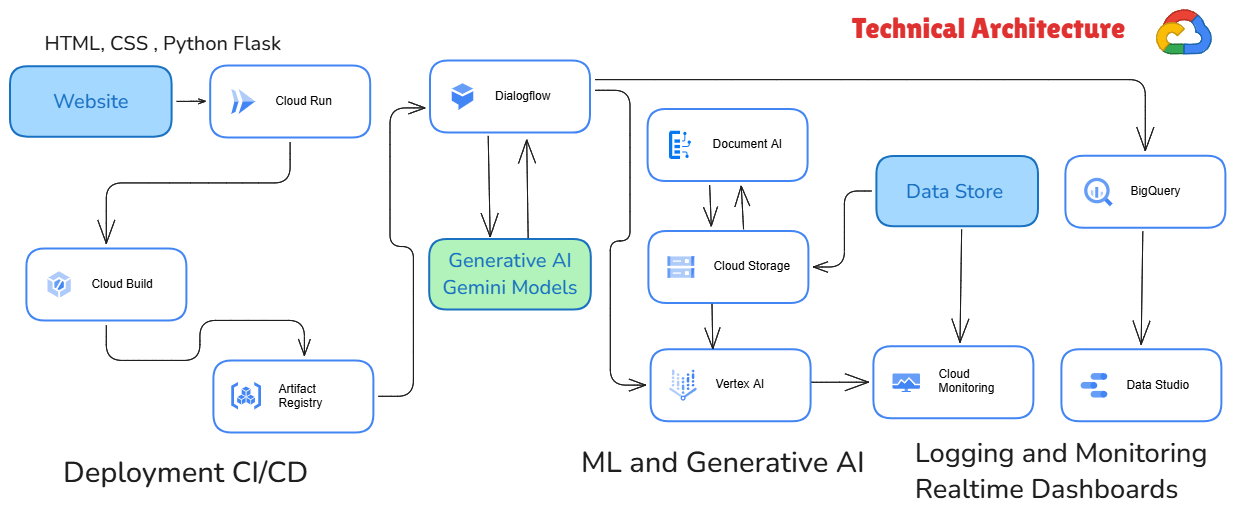 Technical Architecture
HTML, CSS , Python Flask
Website
Cloud Run
Dialogflow
Document AI
Data Store
BigQuery
Cloud Build
Generative AI
Gemini Models
Cloud Storage
Artifact
Registry
Vertex AI
Cloud
Monitoring
Data Studio
Deployment CI/CD
ML and Generative AI
Logging and Monitoring
Realtime Dashboards